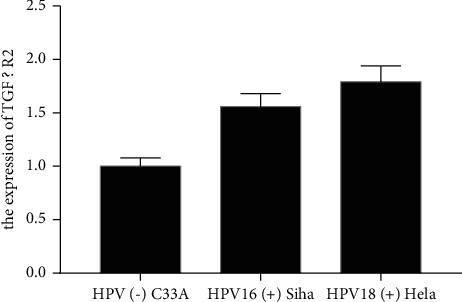 the expression of TGF ? R2
2.5
2.0
1.5
1.0
0.5
0.0
HPV (-) C33A
HPV16 (+) Siha
HPV18 (+) Hela